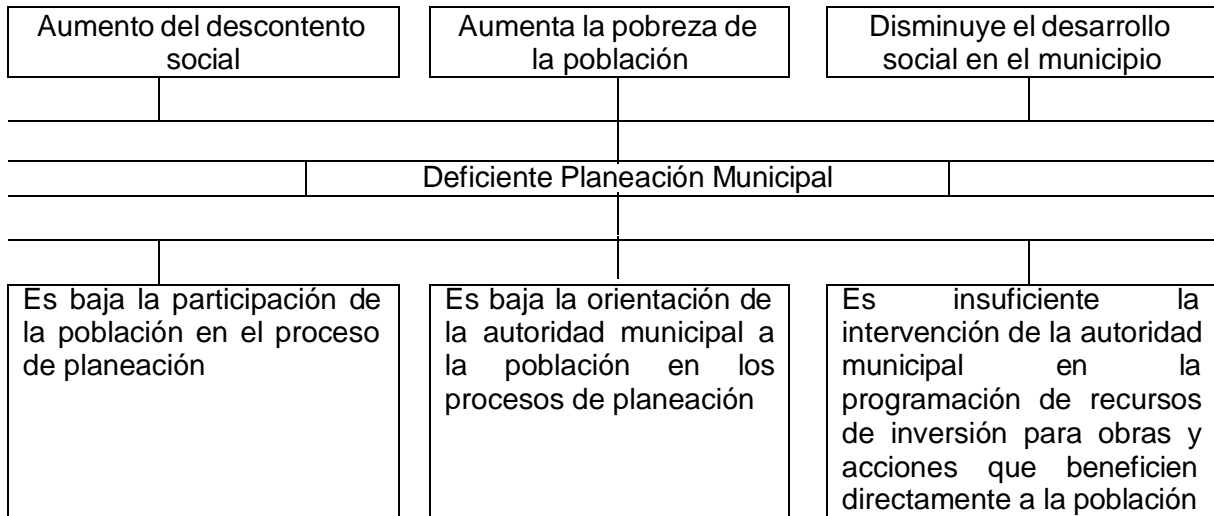 Aumento del descontento
social
Aumenta la pobreza de
la población
Disminuye el desarrollo
social en el municipio
Deficiente Planeación Municipal
Es baja la participación de
la población en el proceso
de planeación
Es baja la orientación de
la autoridad municipal a
la población en los
procesos de planeación
Es insuficiente la
intervención de la autoridad
municipal en la
programación de recursos
de inversión para obras y
acciones que beneficien
directamente a la población